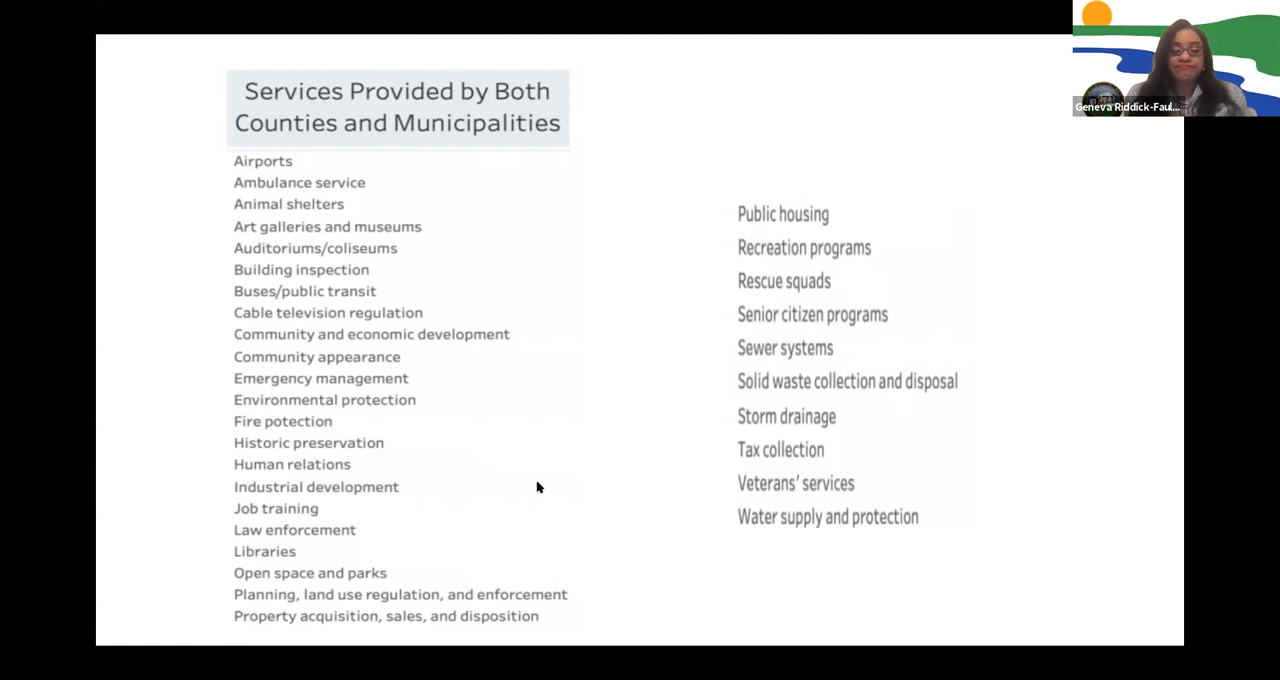 Services Provided by Both
Counties and Municipalities
Airports
Ambulance service
Animal shelters
Art galleries and museums
Auditoriums/coliseums
Building inspection
Buses/public transit
Cable television regulation
Community and economic development
Community appearance
Emergency management
Environmental protection
Fire potection
Historic preservation
Human relations
Industrial development
Job training
Law enforcement
Libraries
Open space and parks
Planning, land use regulation, and enforcement
Property acquisition, sales, and disposition
Public housing
Recreation programs
Rescue squads
Senior citizen programs
Sewer systems
Solid waste collection and disposal
Storm drainage
Tax collection
Veterans’ services
Water supply and protection
Geneva Riddick-Faul...